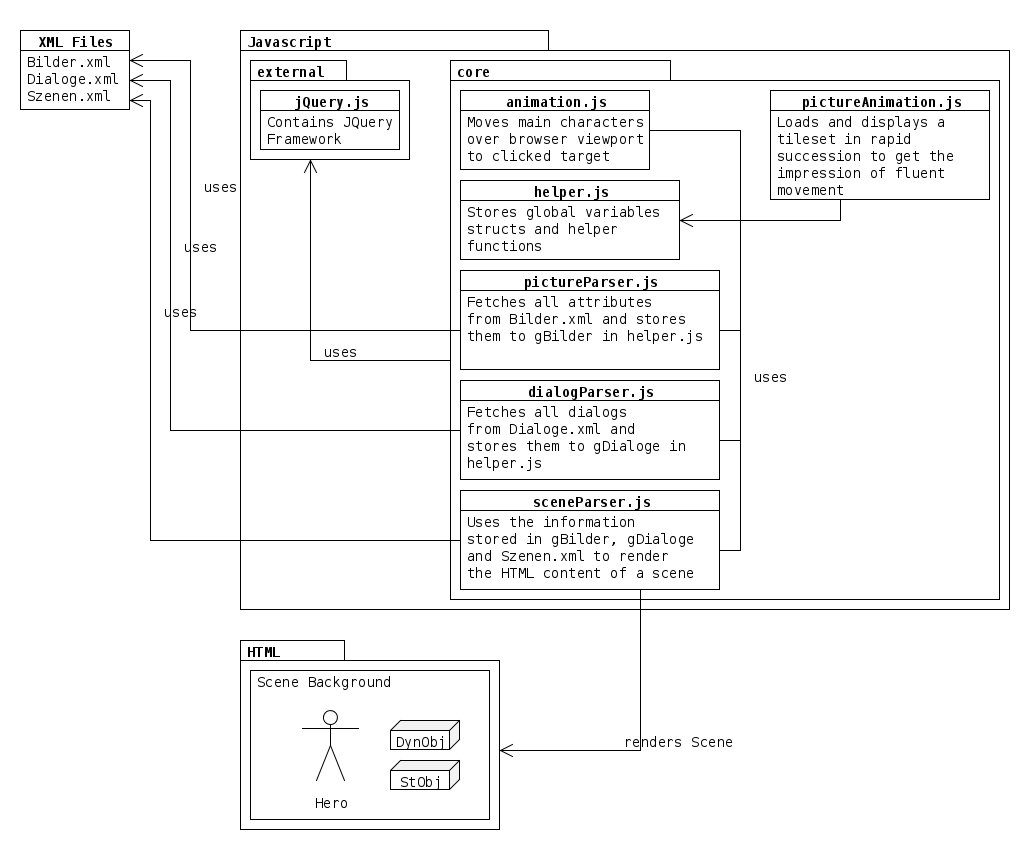 XML Files
Bilder.xml
Dialoge.xml
Szenen.xml
Javascript
external
jQuery.js
Contains JQuery
Framework
core
animation.js
Moves main characters
over browser viewport
to clicked target
pictureAnimation.js
Loads and displays a
tileset in rapid
succession to get the
impression of fluent
movement
helper.js
Stores global variables
structs and helper
functions
pictureParser.js
Fetches all attributes
from Bilder.xml and stores
them to gBilder in helper.js
dialogParser.js
Fetches all dialogs
from Dialoge.xml and
stores them to gDialoge in
helper.js
sceneParser.js
Uses the information
stored in gBilder, gDialoge
and Szenen.xml to render
the HTML content of a scene
uses
uses
uses
uses
uses
HTML
Scene Background
DynObj
StObj
Hero
renders Scene